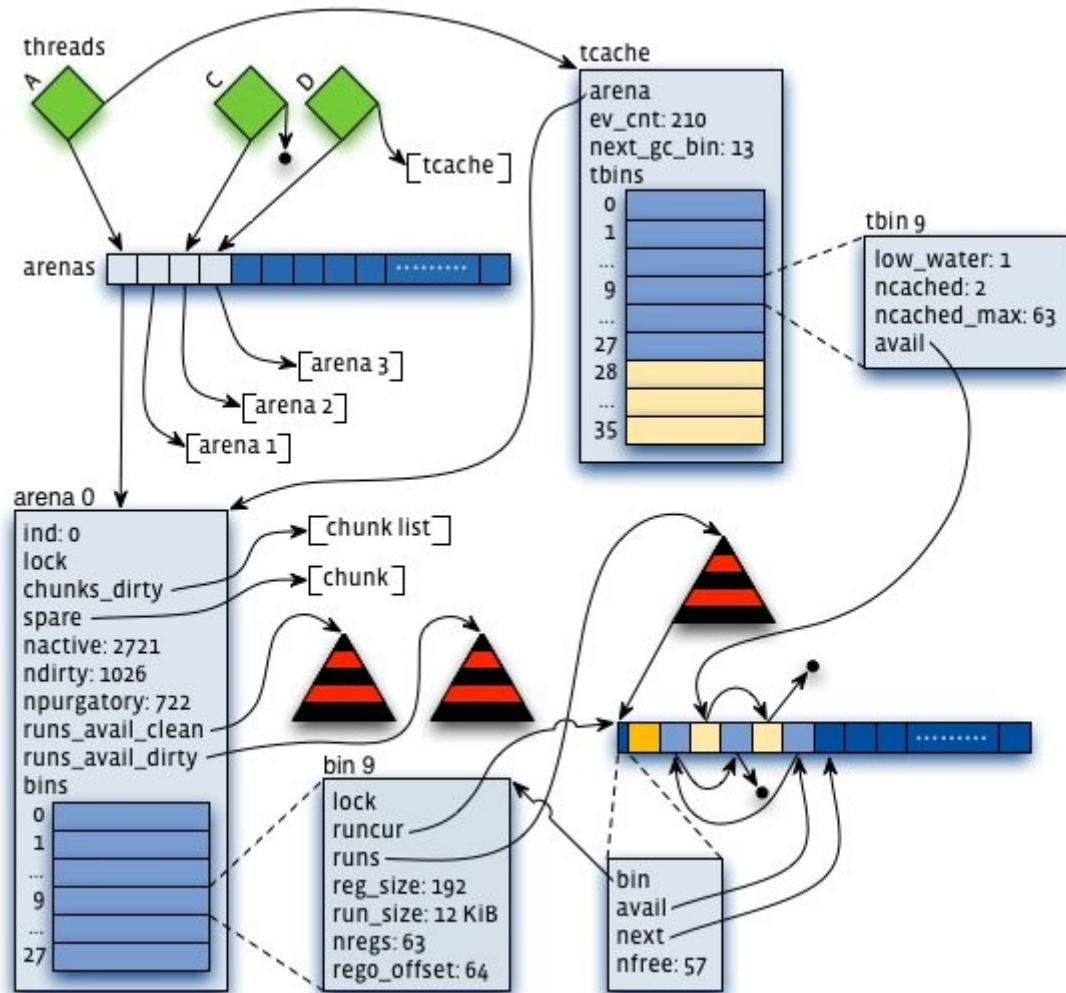 threads
A
C
D
[tcache]
arenas
.........
[arena 3]
[arena 2]
[arena 1]
tcache
arena
ev_cnt: 210
next_gc_bin: 13
tbins
0
1
...
9
...
27
28
...
35
tbin 9
low_water: 1
ncached: 2
ncached_max: 63
avail
arena 0
ind: 0
lock
chunks_dirty
spare
nactive: 2721
ndirty: 1026
npurgatory: 722
runs_avail_clean
runs_avail_dirty
bins
0
1
...
9
...
27
[chunk list]
[chunk]
bin 9
lock
runcur
runs
reg_size: 192
run_size: 12 KiB
nregs: 63
reg0_offset: 64
.........
bin
avail
next
nfree: 57